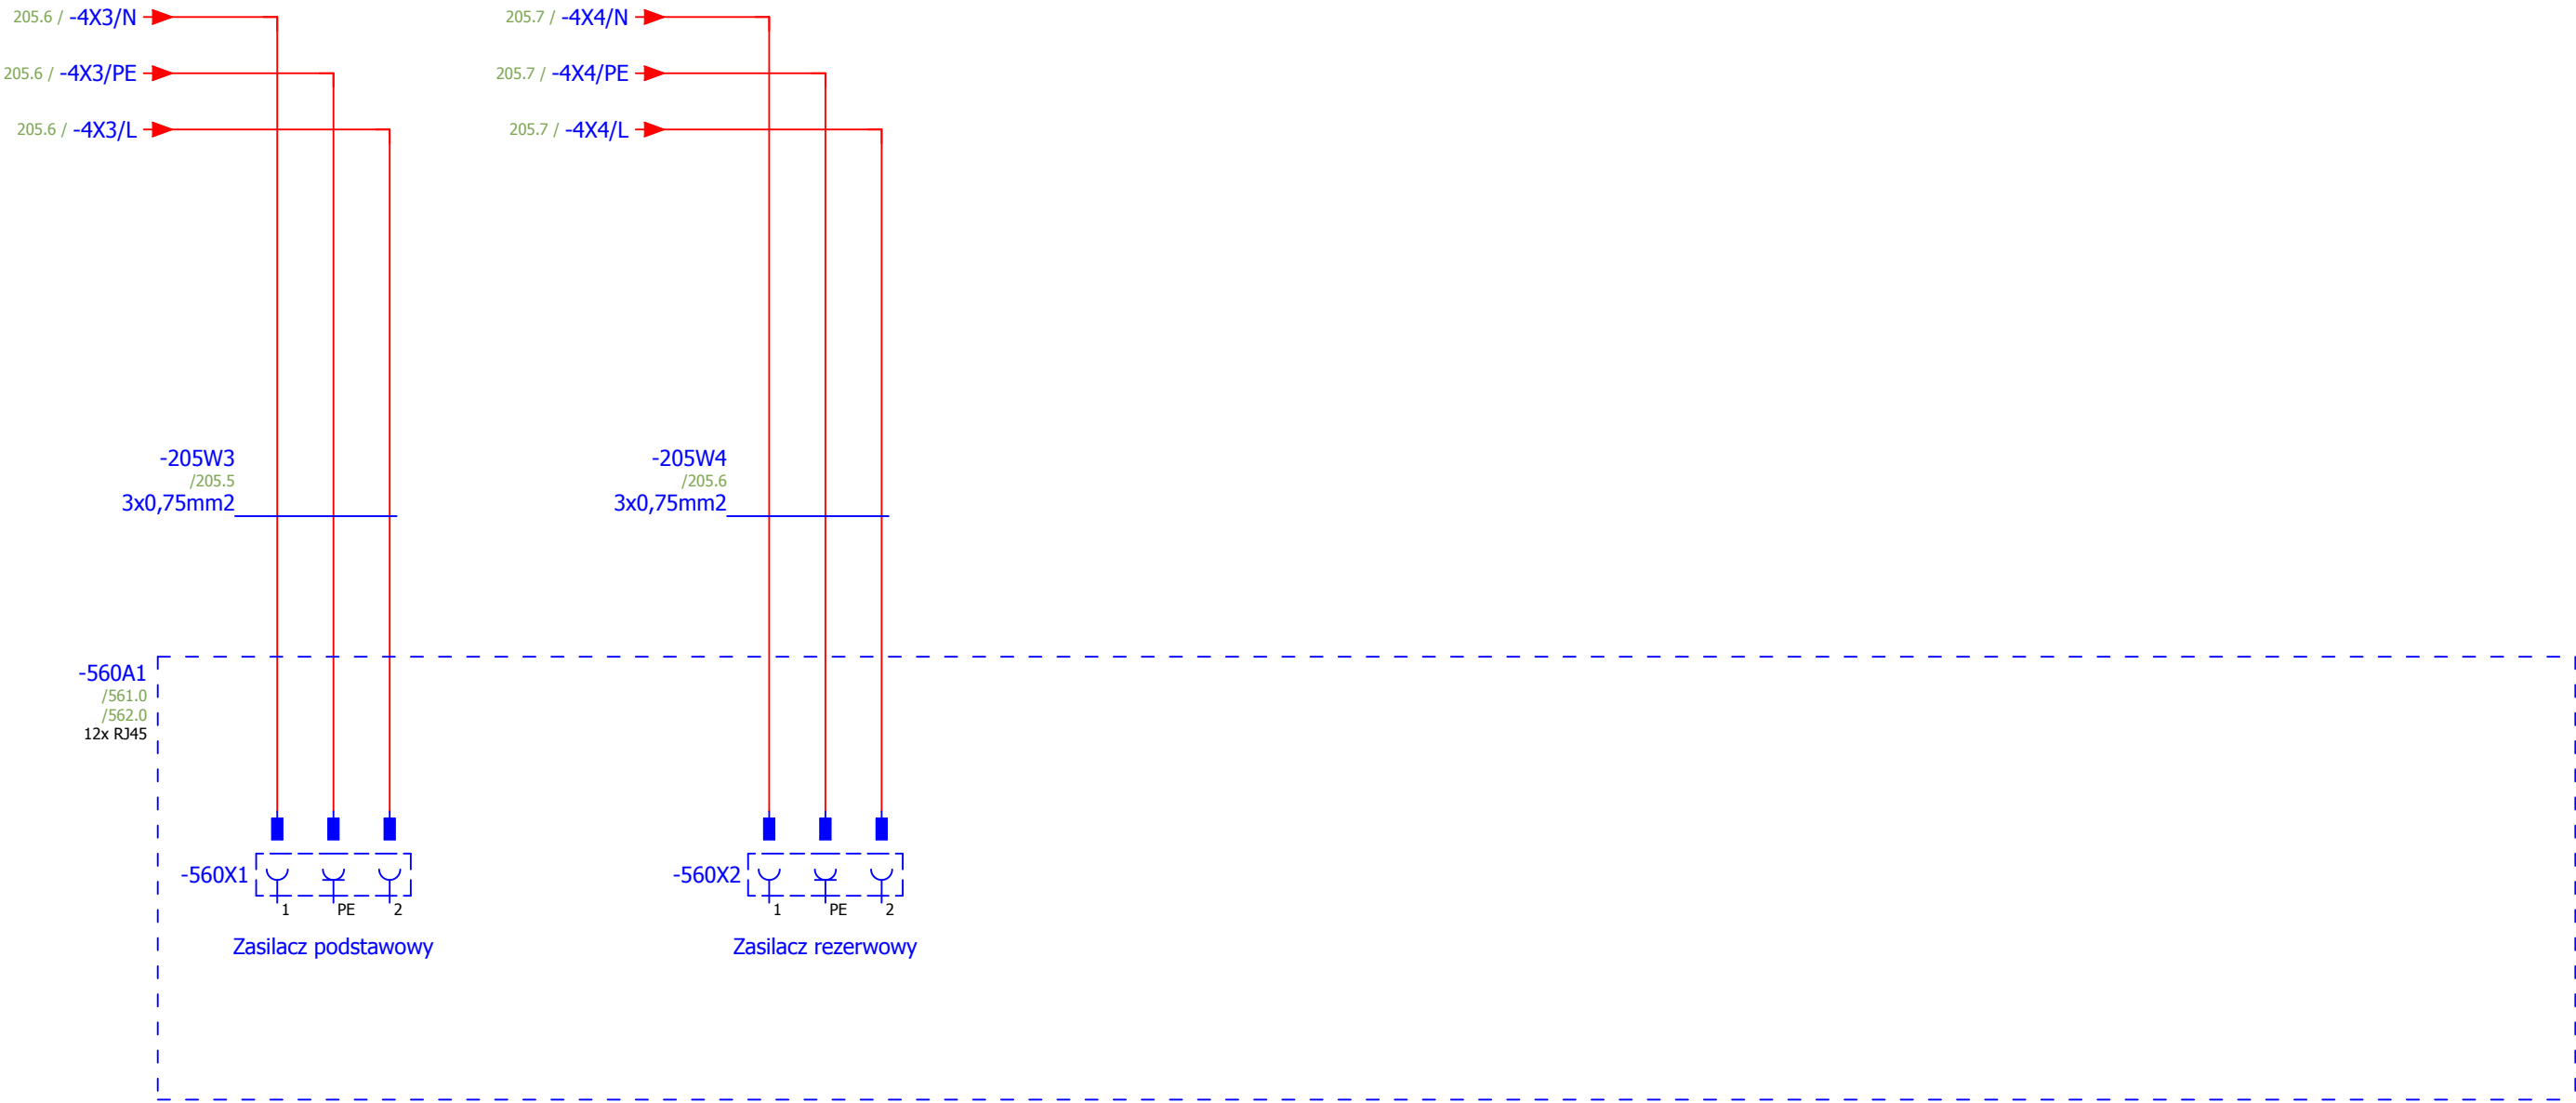 205.6 / -4X3/N
205.7 / -4X4/N
205.6 / -4X3/PE
205.7 / -4X4/PE
205.6 / -4X3/L
205.7 / -4X4/L
-205W3
/205.5
3x0,75mm2
-205W4
/205.6
3x0,75mm2
-560A1
/561.0
/562.0
12x RJ45
-560X1
1 PE 2
Zasilacz podstawowy
-560X2
1 PE 2
Zasilacz rezerwowy